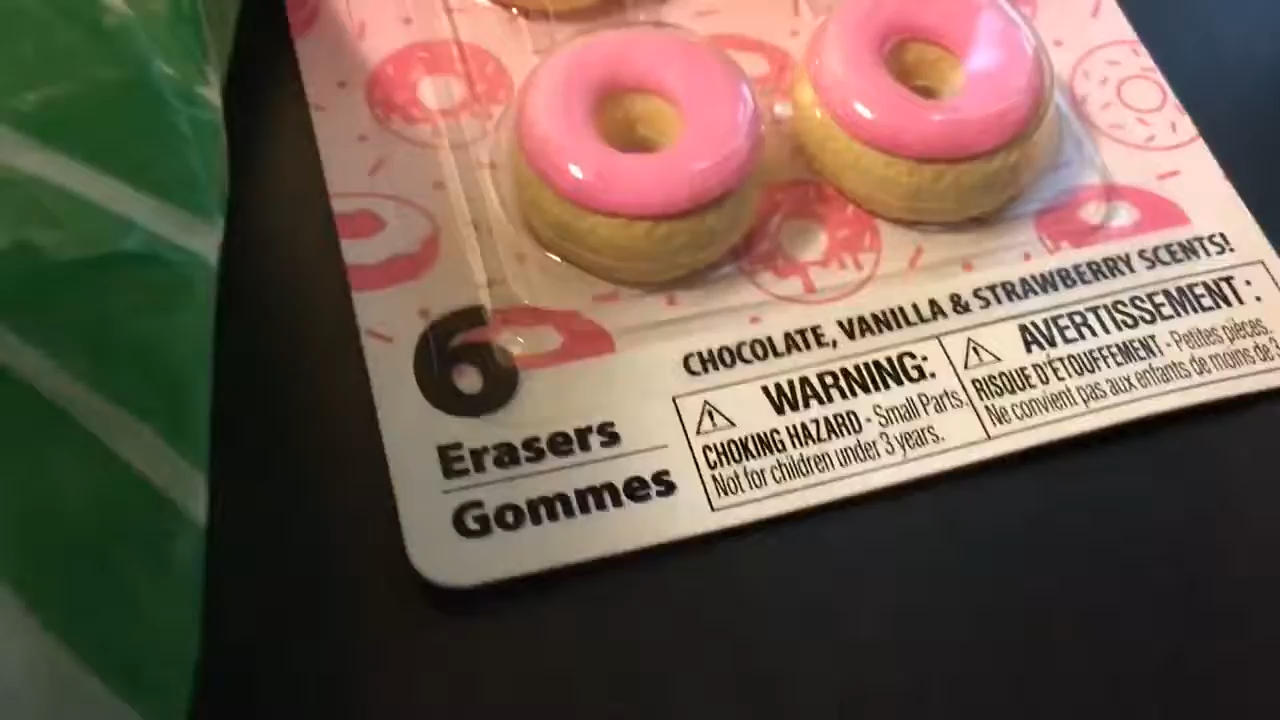 CHOCOLATE, VANILLA & STRAWBERRY SCENTS!
6
Erasers
Gommes
WARNING:
CHOKING HAZARD - Small Parts.
Not for children under 3 years.
AVERTISSEMENT :
RISQUE D'ÉTOUFFEMENT - Petites pièces.
Ne convient pas aux enfants de moins de 3